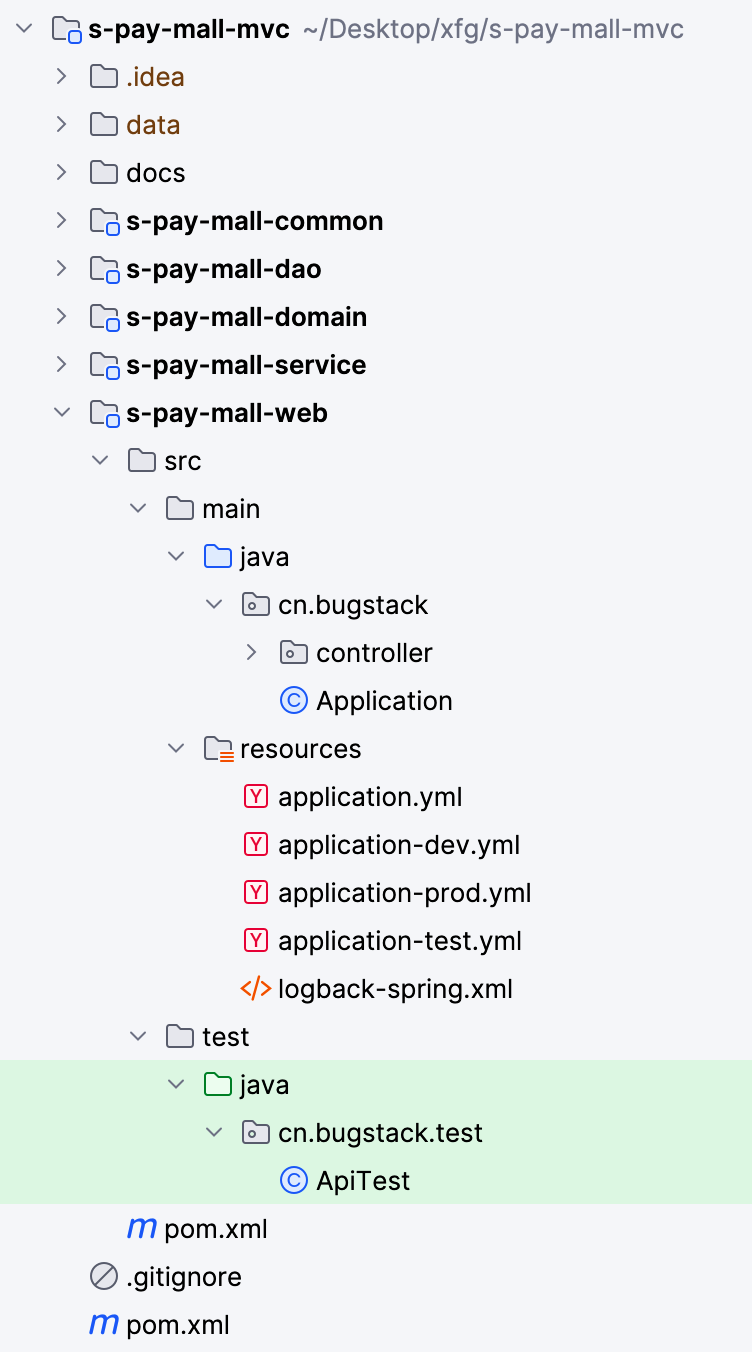 s-pay-mall-mvc ~/Desktop/xfg/s-pay-mall-mvc
.idea
data
docs
s-pay-mall-common
s-pay-mall-dao
s-pay-mall-domain
s-pay-mall-service
s-pay-mall-web
src
main
java
cn.bugstack
controller
C Application
resources
Y application.yml
Y application-dev.yml
Y application-prod.yml
Y application-test.yml
</> logback-spring.xml
test
java
cn.bugstack.test
C ApiTest
m pom.xml
.gitignore
m pom.xml